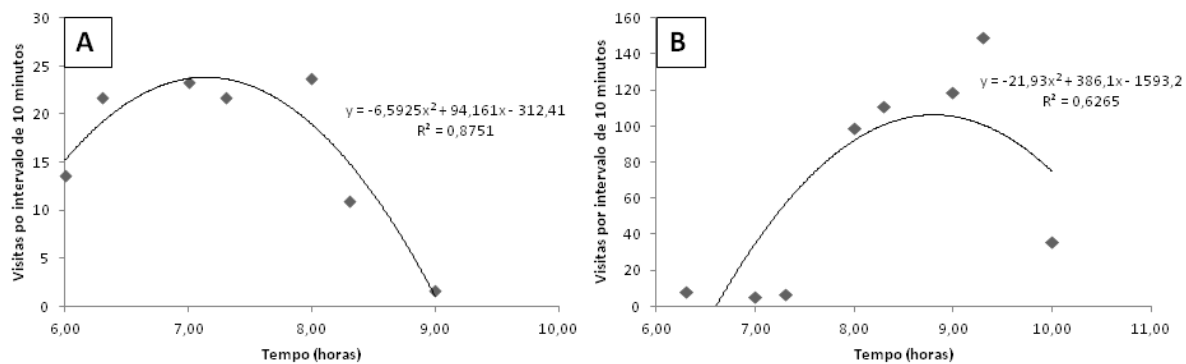 A
Visitas po intervalo de 10 minutos
30
25
20
15
10
5
0
y = -6,5925x² + 94,161x - 312,41
R² = 0,8751
6,00 7,00 8,00 9,00 10,00
Tempo (horas)
B
Visitas por intervalo de 10 minutos
160
140
120
100
80
60
40
20
0
y = -21,93x² + 386,1x - 1593,2
R² = 0,6265
6,00 7,00 8,00 9,00 10,00 11,00
Tempo (horas)